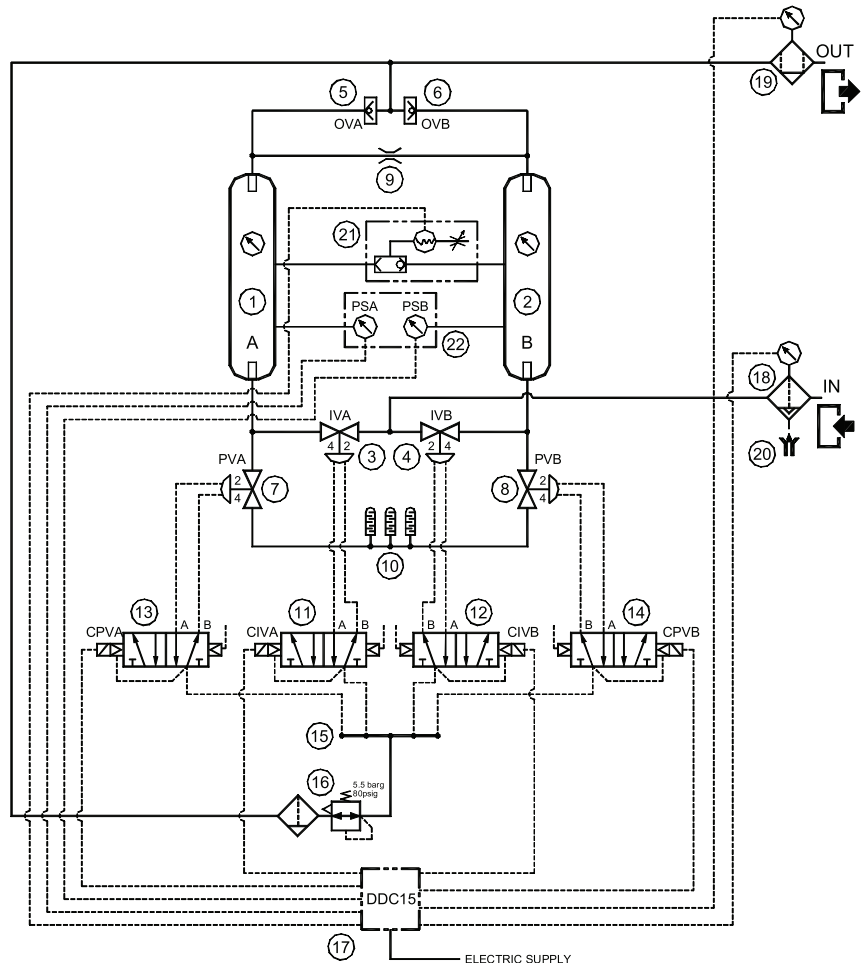 OUT
19
5
6
OVA
OVB
9
21
1
2
PSA
PSB
22
A
B
18
IN
IVA
IVB
4
2
2
4
3
4
20
PVA
PVB
2
4
7
8
2
4
10
13
11
12
14
CPVA
A
B
CIVA
A
B
B
A
CIVB
B
A
CPVB
15
16
5.5 barg
80psig
DDC15
17
ELECTRIC SUPPLY